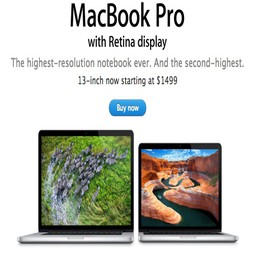 MacBook Pro
with Retina display
The highest-resolution notebook ever. And the second-highest.
13-inch now starting at $1499
Buy now